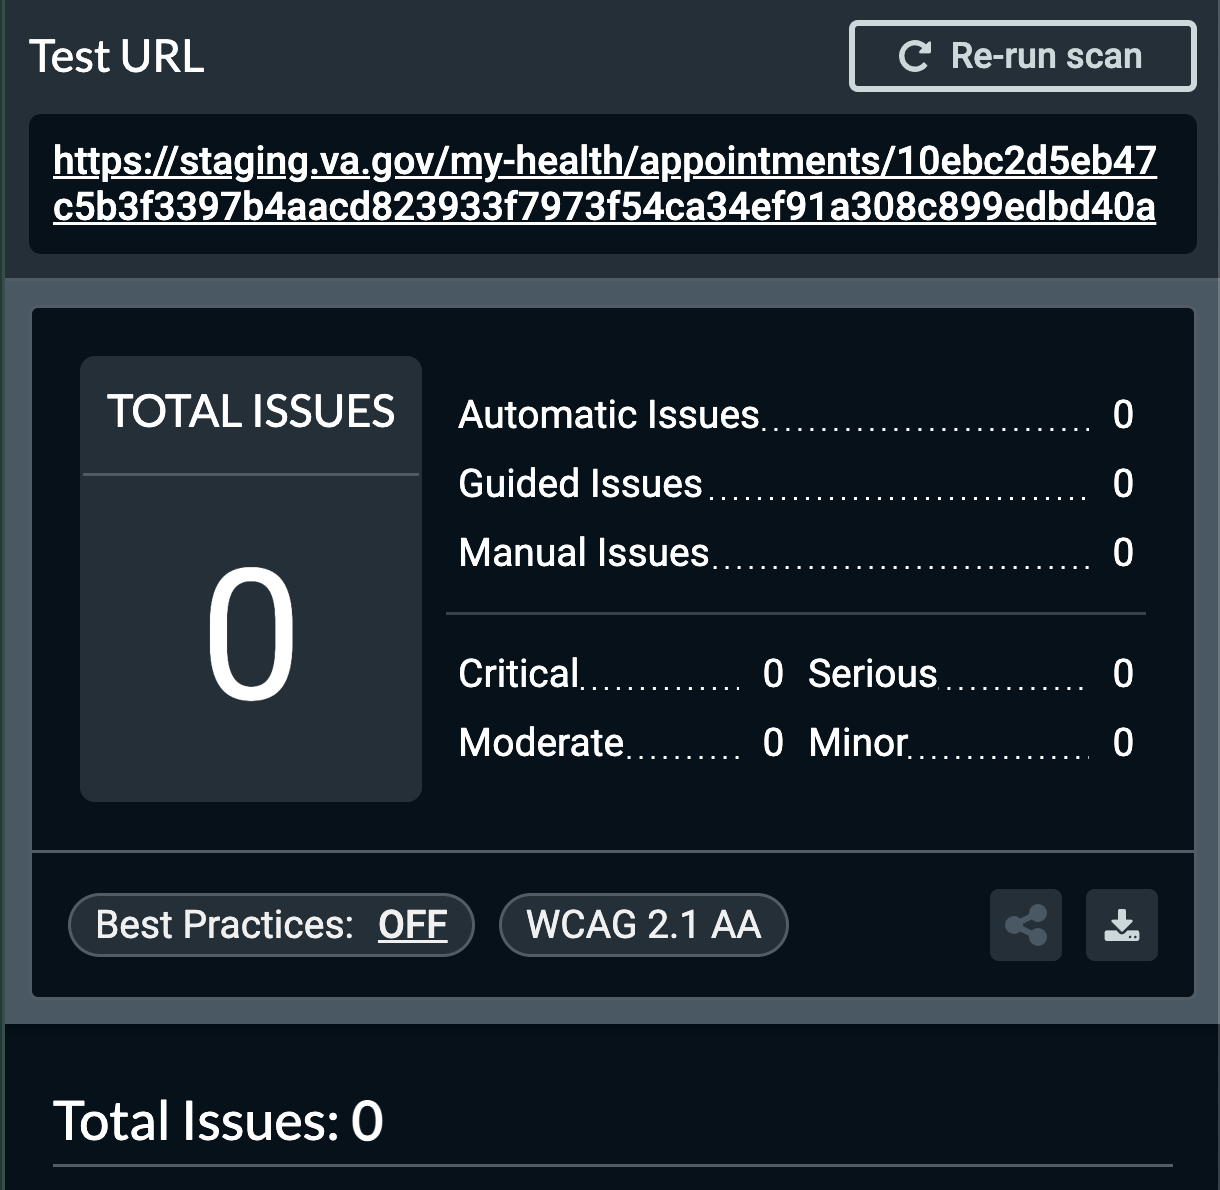 Test URL
Re-run scan
https://staging.va.gov/my-health/appointments/10ebc2d5eb47
c5b3f3397b4aacd823933f7973f54ca34ef91a308c899edbd40a
TOTAL ISSUES
0
Automatic Issues 0
Guided Issues 0
Manual Issues 0
Critical 0 Serious 0
Moderate 0 Minor 0
Best Practices: OFF
WCAG 2.1 AA
Total Issues: 0